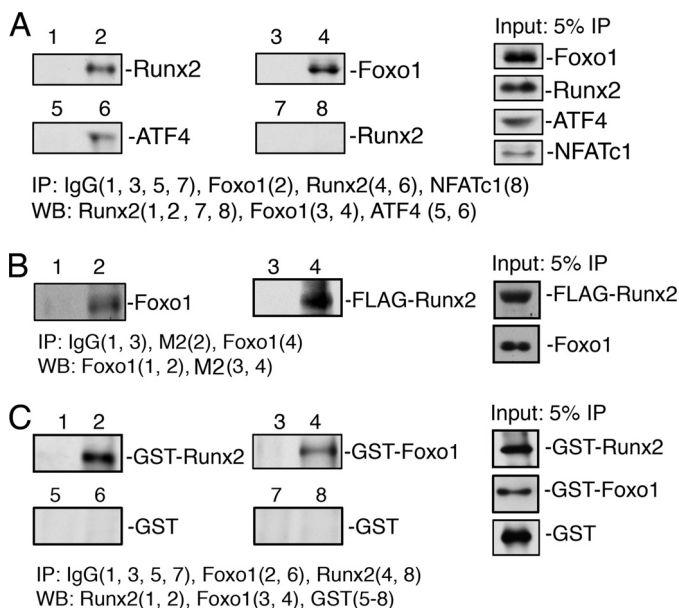 A
1 2 3 4 Input: 5% IP
-Runx2 -Foxo1 -Foxo1
-Runx2
5 6 7 8
-ATF4 -Runx2 -ATF4
-NFATc1
IP: IgG(1, 3, 5, 7), Foxo1(2), Runx2(4, 6), NFATc1(8)
WB: Runx2(1,2 ,7, 8), Foxo1(3, 4), ATF4 (5, 6)
B
1 2 3 4 Input: 5% IP
-Foxo1 -FLAG-Runx2 -FLAG-Runx2
-Foxo1
IP: IgG(1, 3), M2(2), Foxo1(4)
WB: Foxo1(1, 2), M2(3, 4)
C
1 2 3 4 Input: 5% IP
-GST-Runx2 -GST-Foxo1 -GST-Runx2
-GST-Foxo1
5 6 7 8
-GST -GST -GST
IP: IgG(1, 3, 5, 7), Foxo1(2, 6), Runx2(4, 8)
WB: Runx2(1, 2), Foxo1(3, 4), GST(5-8)